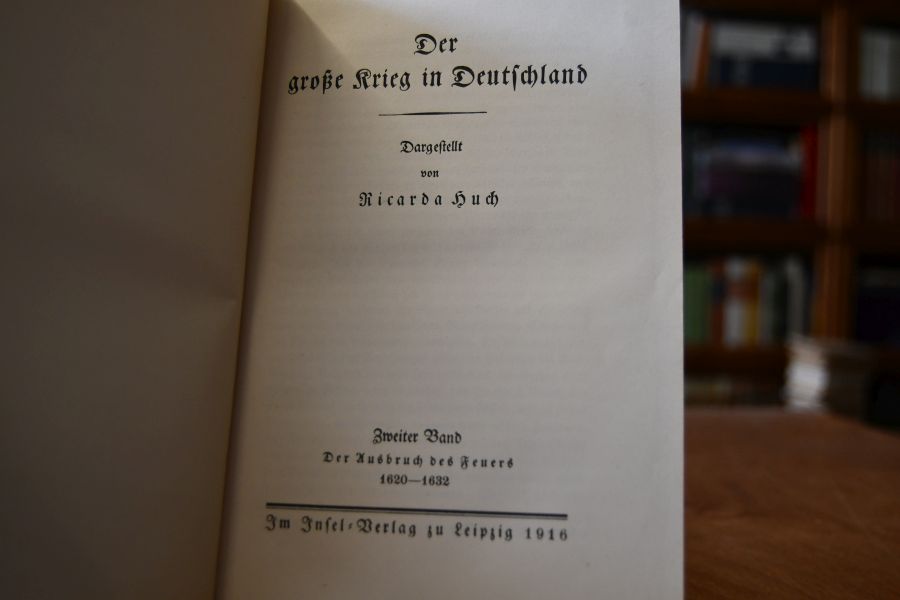 Der
große Krieg in Deutſchland
Dargeſtellt
von
Ricarda Huch
Zweiter Band
Der Ausbruch des Feuers
1620—1632
Im Inſel-Verlag zu Leipzig 1916